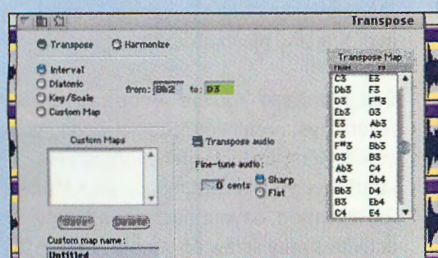 Transpose
Transpose Harmonize
Interval
Diatonic
Key/Scale
Custom Map
from: Bb2 to: D3
Transpose Map
FROM TO
C3 E3
Db3 F3
D3 F#3
Eb3 G3
E3 Ab3
F3 A3
F#3 Bb3
G3 B3
Ab3 C4
A3 Db4
Bb3 D4
B3 Eb4
C4 E4
Custom Maps
Transpose audio
Fine-tune audio:
0 cents Sharp
Flat
Save Delete
Custom map name:
Untitled